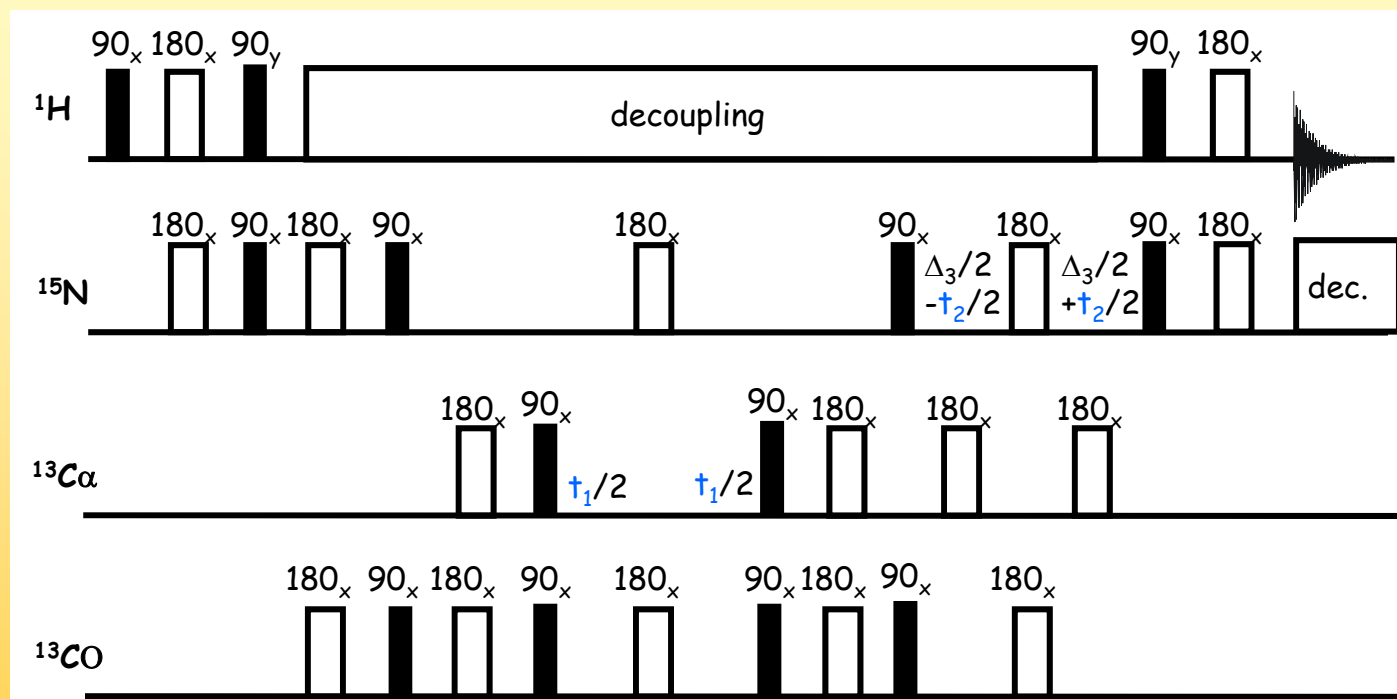 90ₓ 180ₓ 90ᵧ 90ᵧ 180ₓ
¹H decoupling
180ₓ 90ₓ 180ₓ 90ₓ 180ₓ 90ₓ 180ₓ 90ₓ 180ₓ
Δ₃/2 Δ₃/2
¹⁵N -t₂/2 +t₂/2 dec.
180ₓ 90ₓ 90ₓ 180ₓ 180ₓ 180ₓ
¹³Cα t₁/2 t₁/2
180ₓ 90ₓ 180ₓ 90ₓ 180ₓ 90ₓ 180ₓ 90ₓ 180ₓ
¹³CO